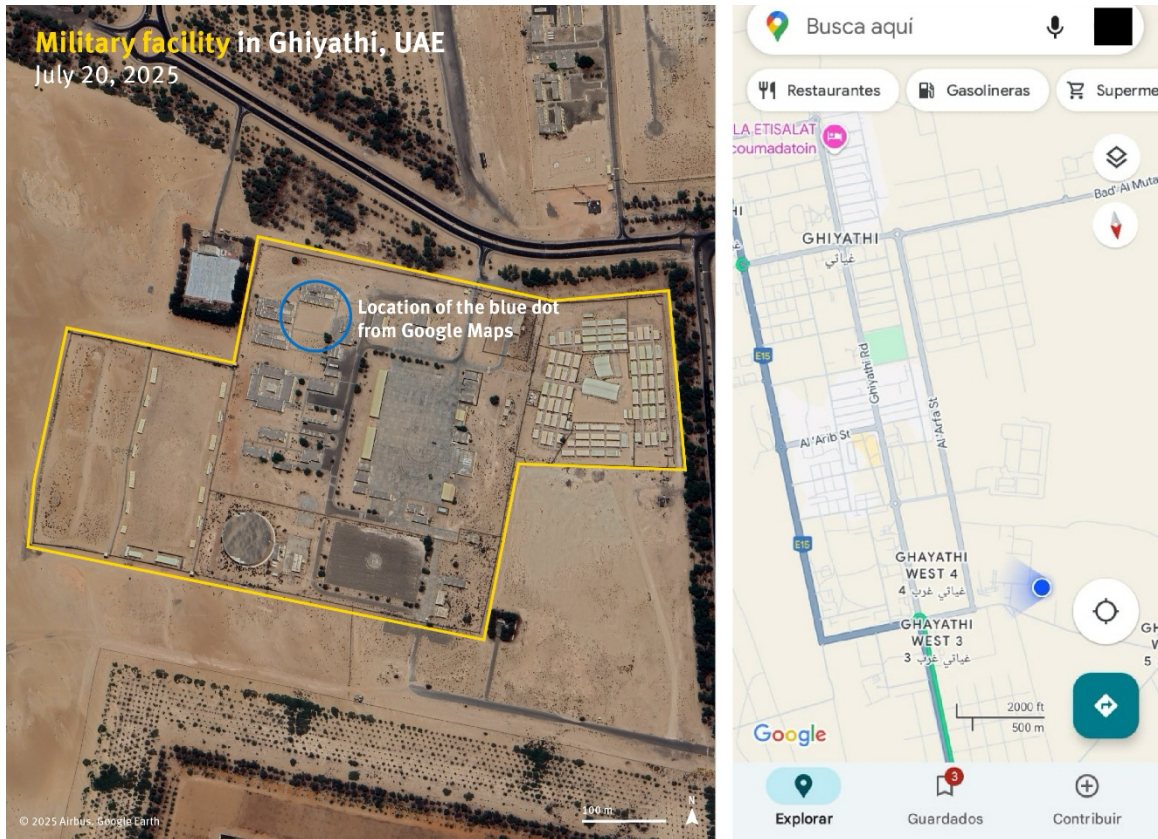 Military facility in Ghiyathi, UAE
July 20, 2025
Location of the blue dot
from Google Maps
100 m
N
© 2025 Airbus, Google Earth
Busca aquí
Restaurantes
Gasolineras
Superme
LA ETISALAT
coumadatoin
Bad' Al Muta
HI
GHIYATHI
غياثي
E15
Ghiyathi Rd
Al 'Arib St
Al'Arfa St
E15
GHAYATHI
WEST 4
غياثي غرب 4
GHAYATHI
WEST 3
غياثي غرب 3
GH
W
5
2000 ft
500 m
Google
3
Explorar
Guardados
Contribuir